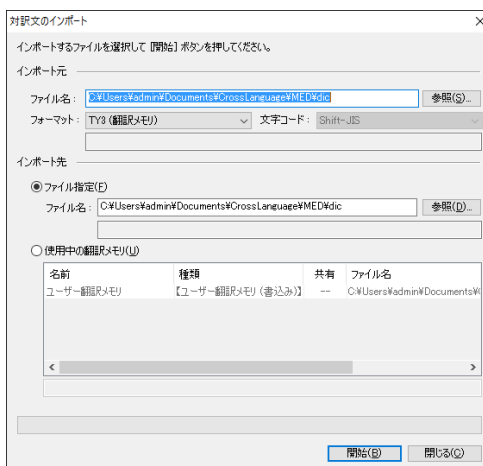 対訳文のインポート
インポートするファイルを選択して [開始] ボタンを押してください。
インポート元
ファイル名： C:¥Users¥admin¥Documents¥CrossLanguage¥MED¥dic 参照(S)...
フォーマット： TY3 (翻訳メモリ) 文字コード： Shift-JIS
インポート先
ファイル指定(F)
ファイル名： C:¥Users¥admin¥Documents¥CrossLanguage¥MED¥dic 参照(D)...
使用中の翻訳メモリ(U)
名前 種類 共有 ファイル名
ユーザー翻訳メモリ 【ユーザー翻訳メモリ (書込み)】 -- C:¥Users¥admin¥Documents¥
開始(B) 閉じる(C)